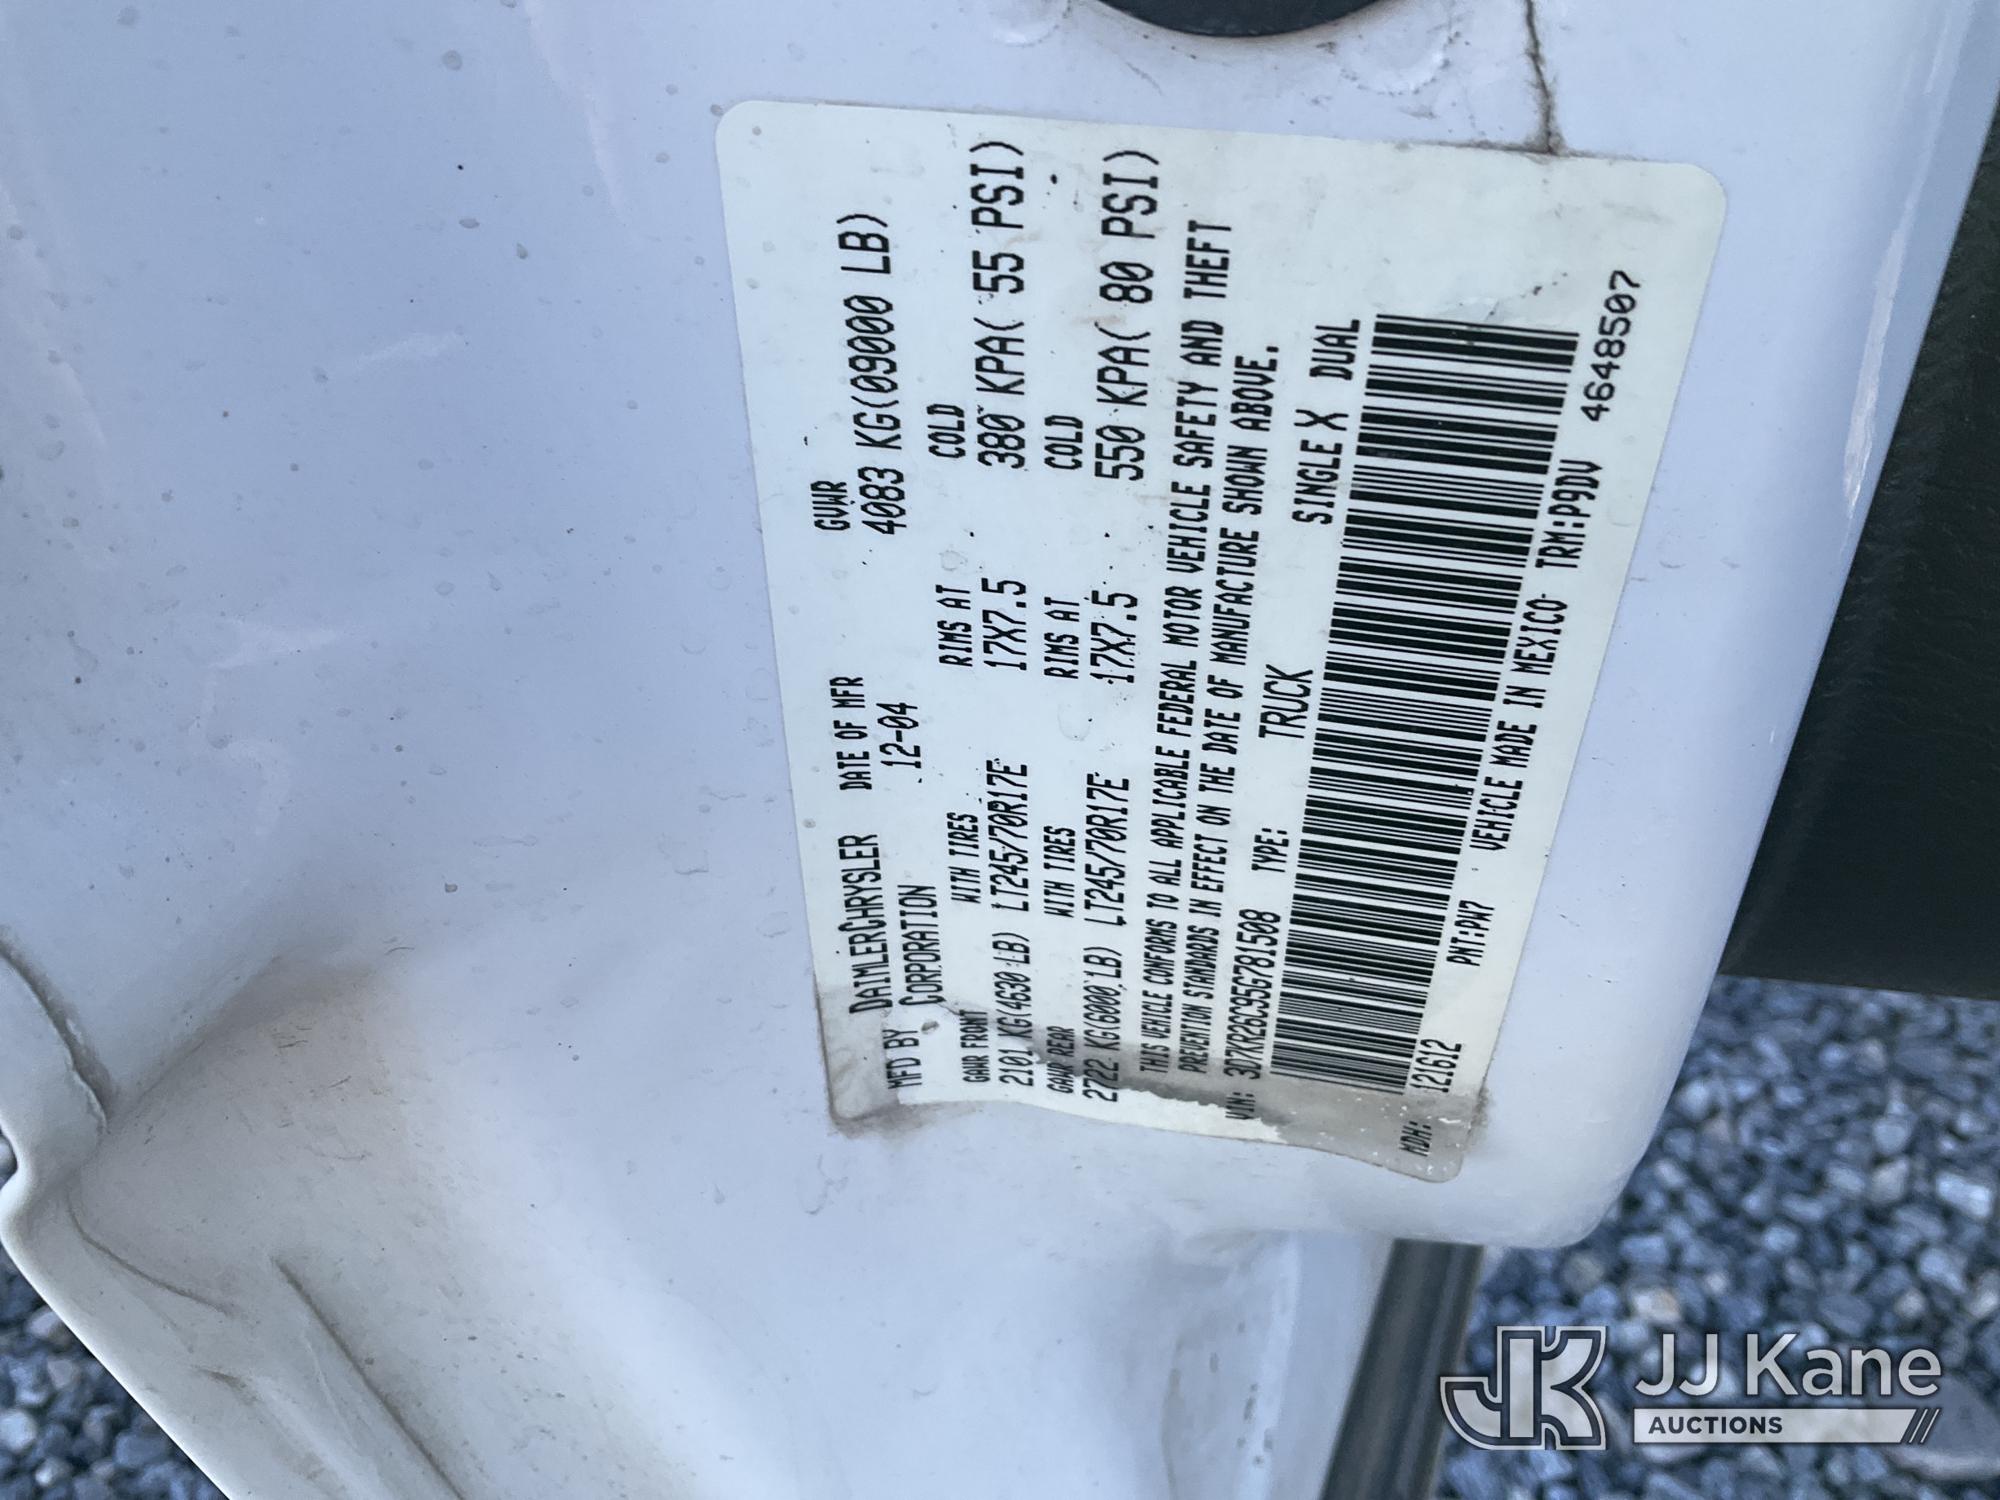 MFD BY DAIMLERCHRYSLER CORPORATION DATE OF MFR 12-04 GVWR 4083 KG(09000 LB)
GAWR FRONT WITH TIRES RIMS AT COLD
2101 KG(4630 LB) LT245/70R17E 17X7.5 380 KPA( 55 PSI)
GAWR REAR WITH TIRES RIMS AT COLD
2722 KG(6000 LB) LT245/70R17E 17X7.5 550 KPA( 80 PSI)
THIS VEHICLE CONFORMS TO ALL APPLICABLE FEDERAL MOTOR VEHICLE SAFETY AND THEFT
PREVENTION STANDARDS IN EFFECT ON THE DATE OF MANUFACTURE SHOWN ABOVE.
VIN: 3D7KR26C95G781508 TYPE: TRUCK SINGLE X DUAL
MDH: 121612 PNT:PW7 VEHICLE MADE IN MEXICO TRM:P9DV 4648507
JK JJ Kane
AUCTIONS